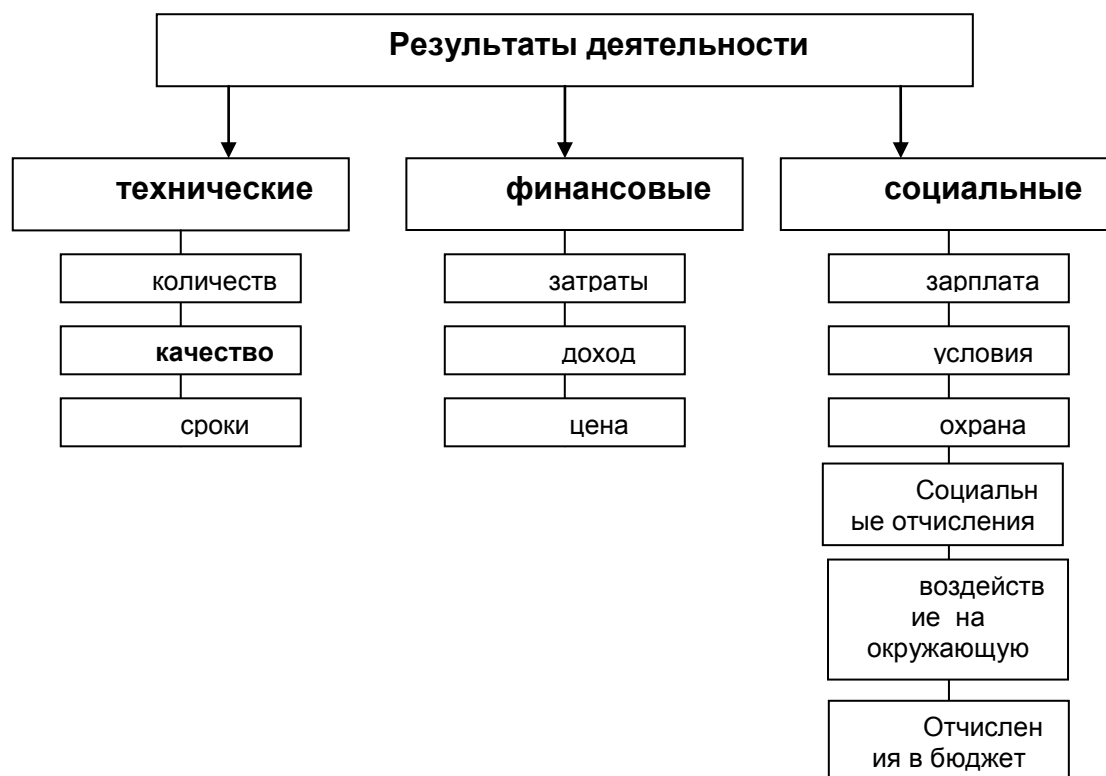 Результаты деятельности
технические
финансовые
социальные
количеств
затраты
зарплата
качество
доход
условия
сроки
цена
охрана
Социальн
ые отчисления
воздейств
ие на
окружающую
Отчислен
ия в бюджет